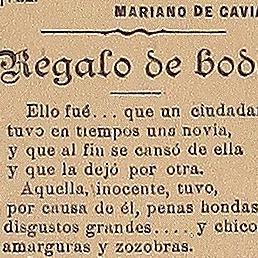 MARIANO DE CAVIA
Regalo de bod
Ello fué... que un ciudadan
tuvo en tiempos una novia,
y que al fin se cansó de ella
y que la dejó por otra.
Aquella, inocente, tuvo,
por causa de él, penas hondas
disgustos grandes.... y chico
amarguras y zozobras.